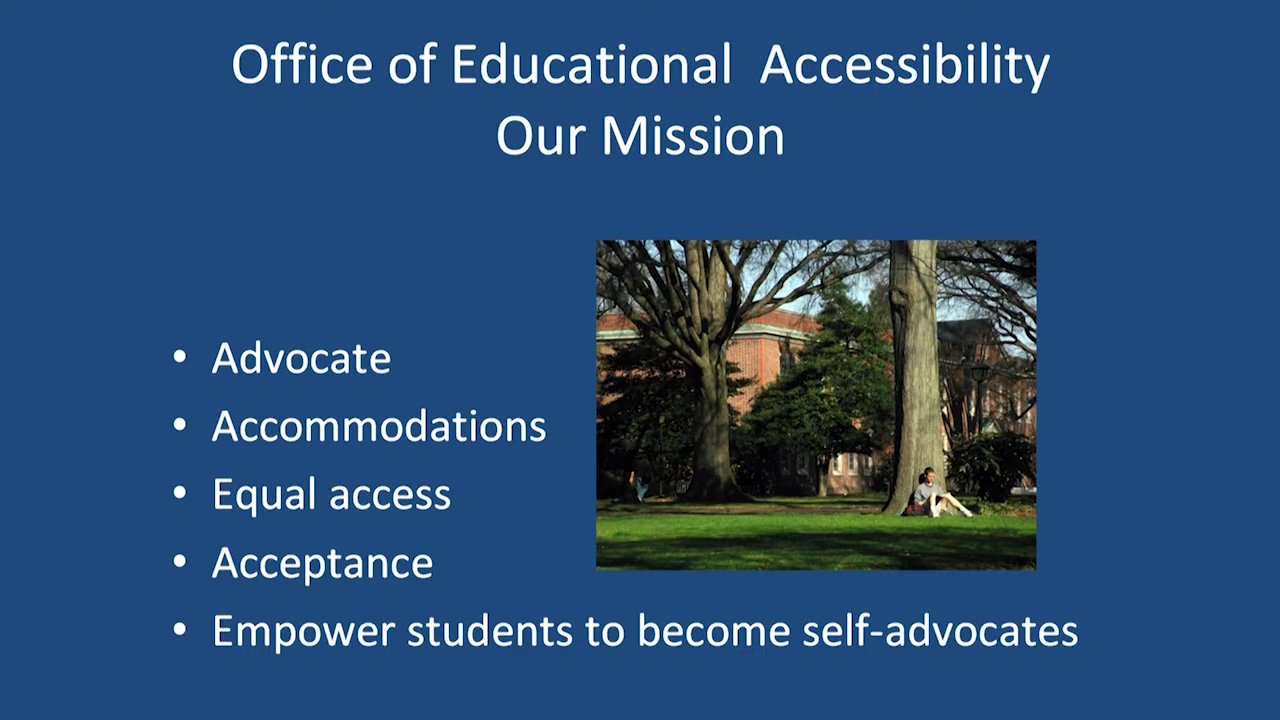 Office of Educational  Accessibility
Our Mission
• Advocate
• Accommodations
• Equal access
• Acceptance
• Empower students to become self-advocates